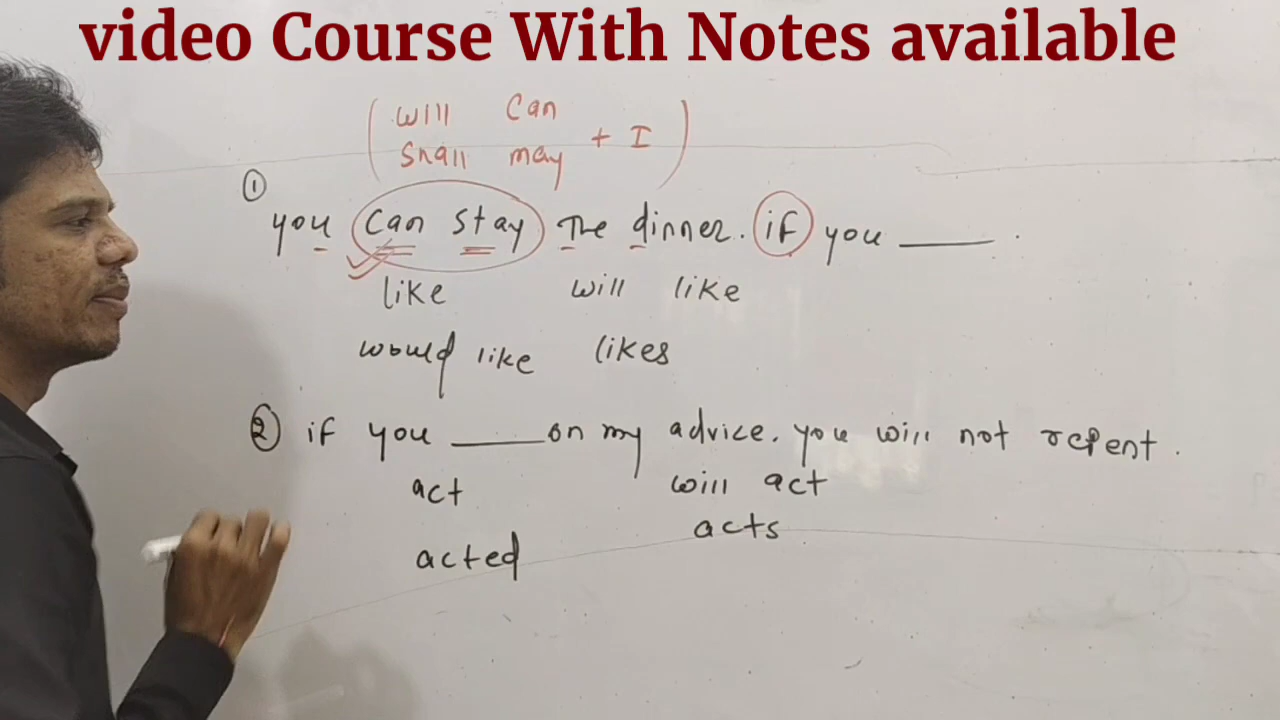 video Course With Notes available
( will Can
shall may + I )
① you can stay The dinner. if you ____ .
like will like
would like likes
② if you ____ on my advice. you will not repent .
act will act
acted acts